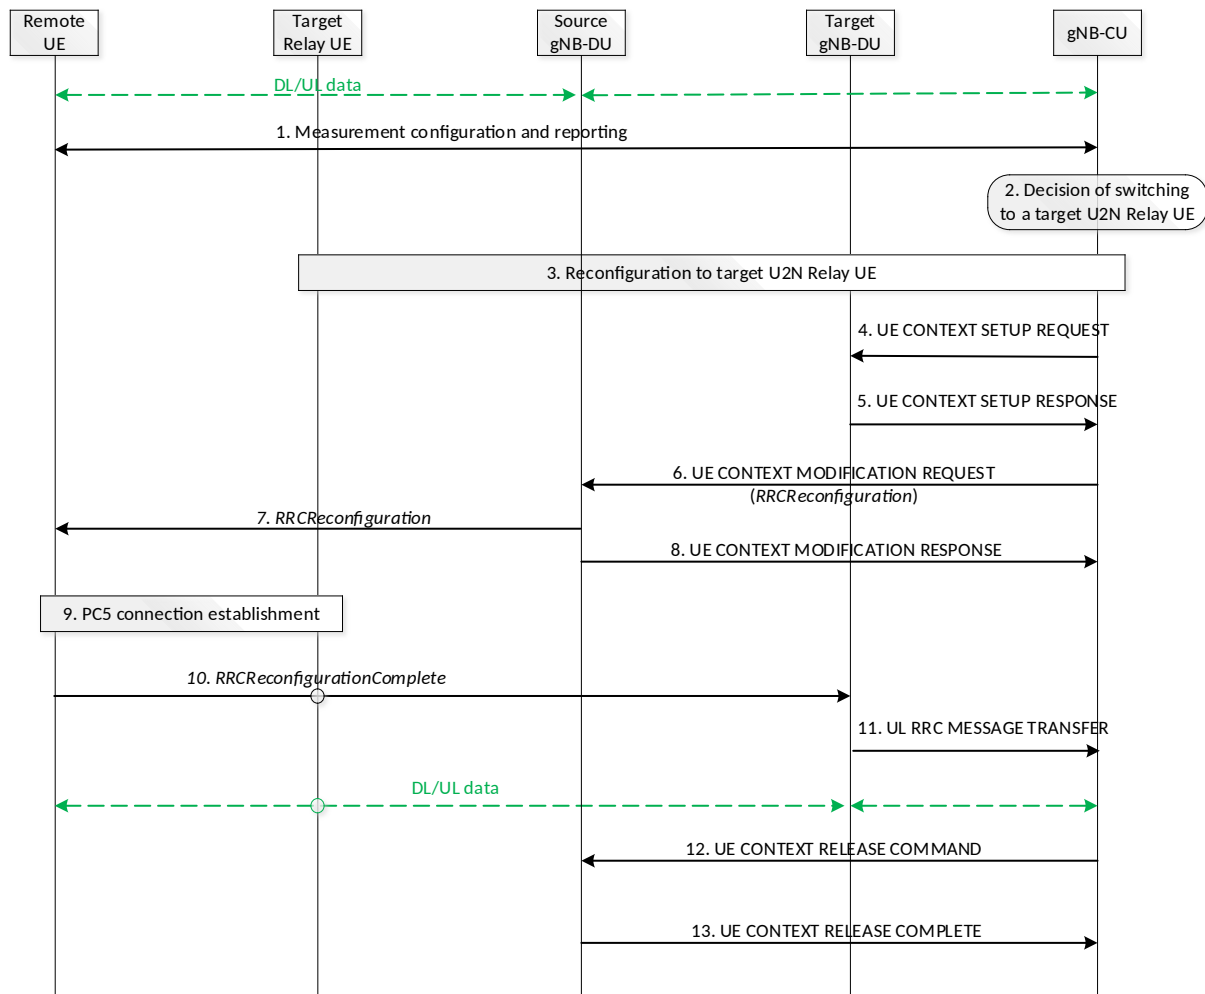 Remote
UE
Target
Relay UE
Source
gNB-DU
Target
gNB-DU
gNB-CU
DL/UL data
1. Measurement configuration and reporting
2. Decision of switching
to a target U2N Relay UE
3. Reconfiguration to target U2N Relay UE
4. UE CONTEXT SETUP REQUEST
5. UE CONTEXT SETUP RESPONSE
6. UE CONTEXT MODIFICATION REQUEST
(RRCReconfiguration)
7. RRCReconfiguration
8. UE CONTEXT MODIFICATION RESPONSE
9. PC5 connection establishment
10. RRCReconfigurationComplete
11. UL RRC MESSAGE TRANSFER
DL/UL data
12. UE CONTEXT RELEASE COMMAND
13. UE CONTEXT RELEASE COMPLETE